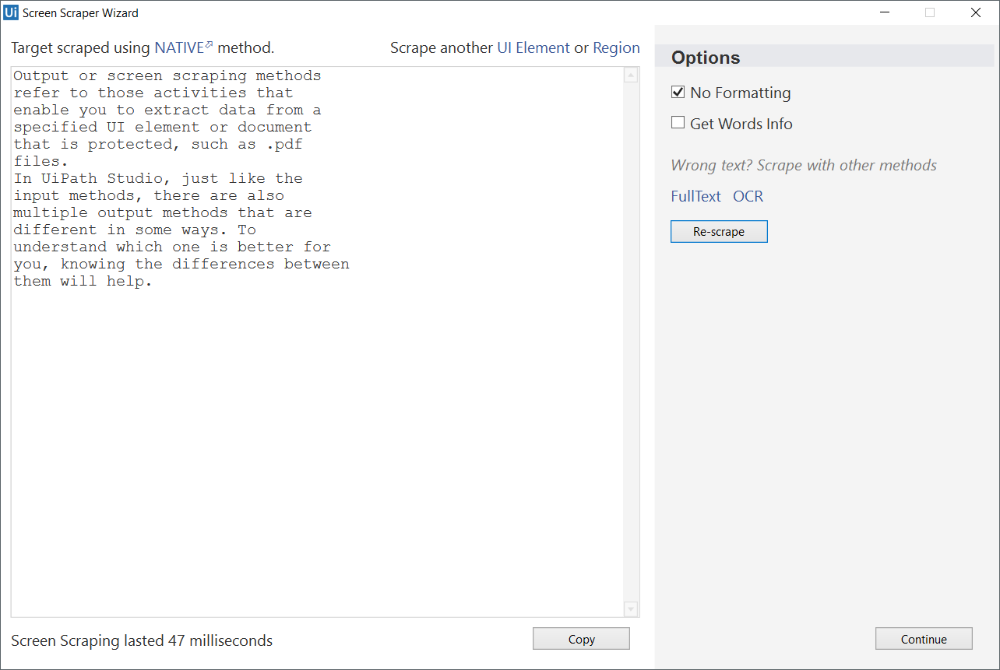 Ui Screen Scraper Wizard
Target scraped using NATIVE method.
Scrape another UI Element or Region
Output or screen scraping methods
refer to those activities that
enable you to extract data from a
specified UI element or document
that is protected, such as .pdf
files.
In UiPath Studio, just like the
input methods, there are also
multiple output methods that are
different in some ways. To
understand which one is better for
you, knowing the differences between
them will help.
Screen Scraping lasted 47 milliseconds
Copy
Options
No Formatting
Get Words Info
Wrong text? Scrape with other methods
FullText OCR
Re-scrape
Continue